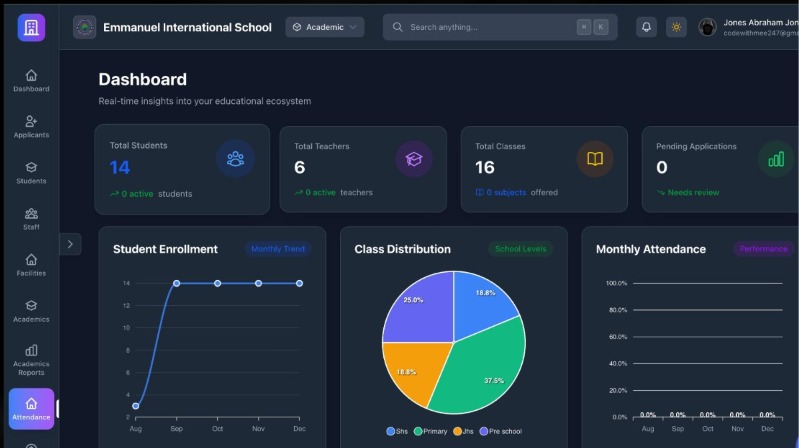 Emmanuel International School
Academic
Search anything...
⌘ K
Jones Abraham Jon
codewithmee247@gma
Dashboard
Applicants
Students
Staff
Facilities
Academics
Academics
Reports
Attendance
Dashboard
Real-time insights into your educational ecosystem
Total Students
14
0 active students
Total Teachers
6
0 active teachers
Total Classes
16
0 subjects offered
Pending Applications
0
Needs review
Student Enrollment
Monthly Trend
14
12
10
8
6
4
2
Aug Sep Oct Nov Dec
Class Distribution
School Levels
25.0%
18.8%
18.8%
37.5%
Shs Primary Jhs Pre school
Monthly Attendance
Performance
100.0%
80.0%
60.0%
40.0%
20.0%
0.0%
0.0% 0.0% 0.0% 0.0% 0.0%
Aug Sep Oct Nov Dec